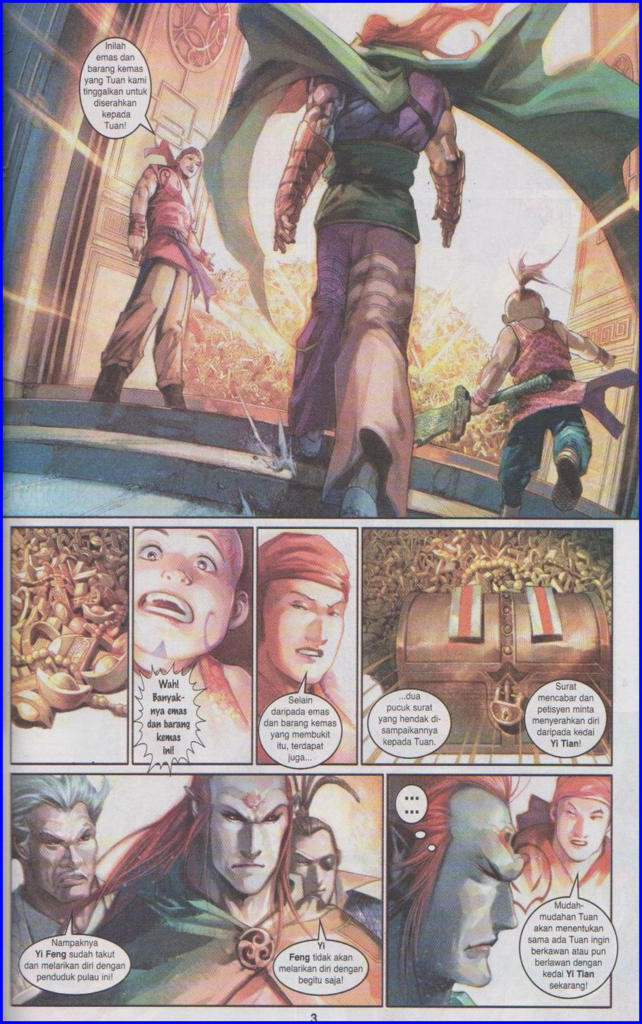 Inilah
emas dan
barang kemas
yang Tuan kami
tinggalkan untuk
diserahkan
kepada
Tuan!
Wah!
Banyak-
nya emas
dan barang
kemas
ini!
Selain
daripada emas
dan barang kemas
yang membukit
itu, terdapat
juga...
...dua
pucuk surat
yang hendak di-
sampaikannya
kepada Tuan.
Surat
mencabar dan
petisyen minta
menyerahkan diri
daripada kedai
Yi Tian!
Nampaknya
Yi Feng sudah takut
dan melarikan diri dengan
penduduk pulau ini!
Yi
Feng tidak akan
melarikan diri dengan
begitu saja!
...
...
Mudah-
mudahan Tuan
akan menentukan
sama ada Tuan ingin
berkawan atau pun
berlawan dengan
kedai Yi Tian
sekarang!
3